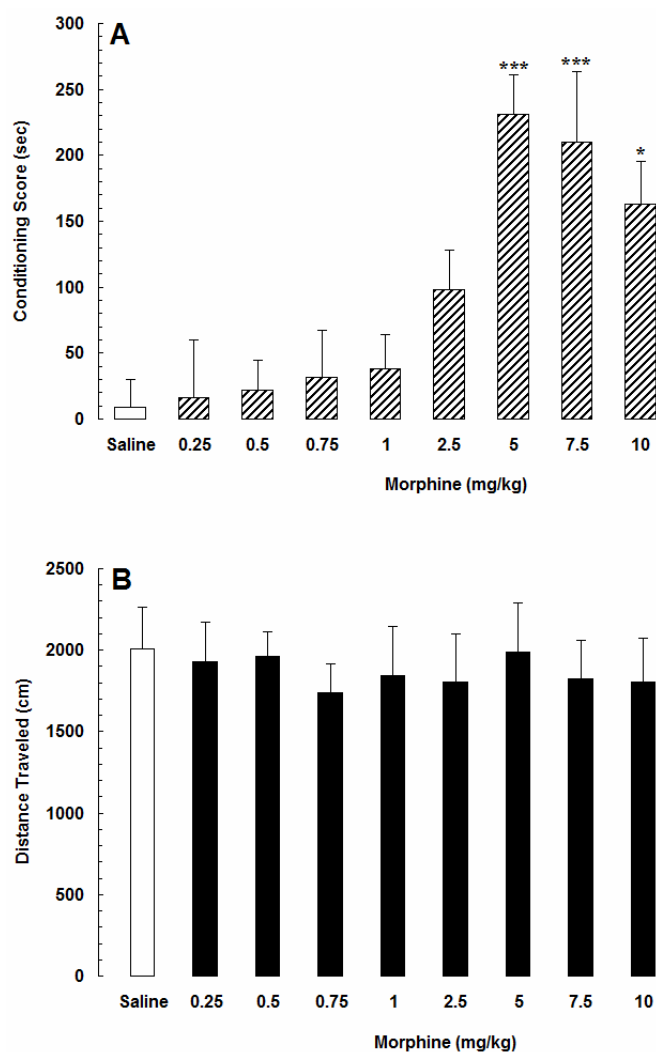 A
300
250
200
150
100
50
0
Conditioning Score (sec)
*** *** *
Saline 0.25 0.5 0.75 1 2.5 5 7.5 10
Morphine (mg/kg)
B
2500
2000
1500
1000
500
0
Distance Traveled (cm)
Saline 0.25 0.5 0.75 1 2.5 5 7.5 10
Morphine (mg/kg)